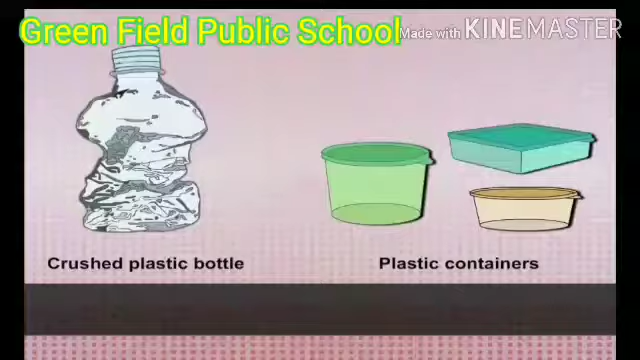 Green Field Public School
Made with KINEMASTER
Crushed plastic bottle
Plastic containers